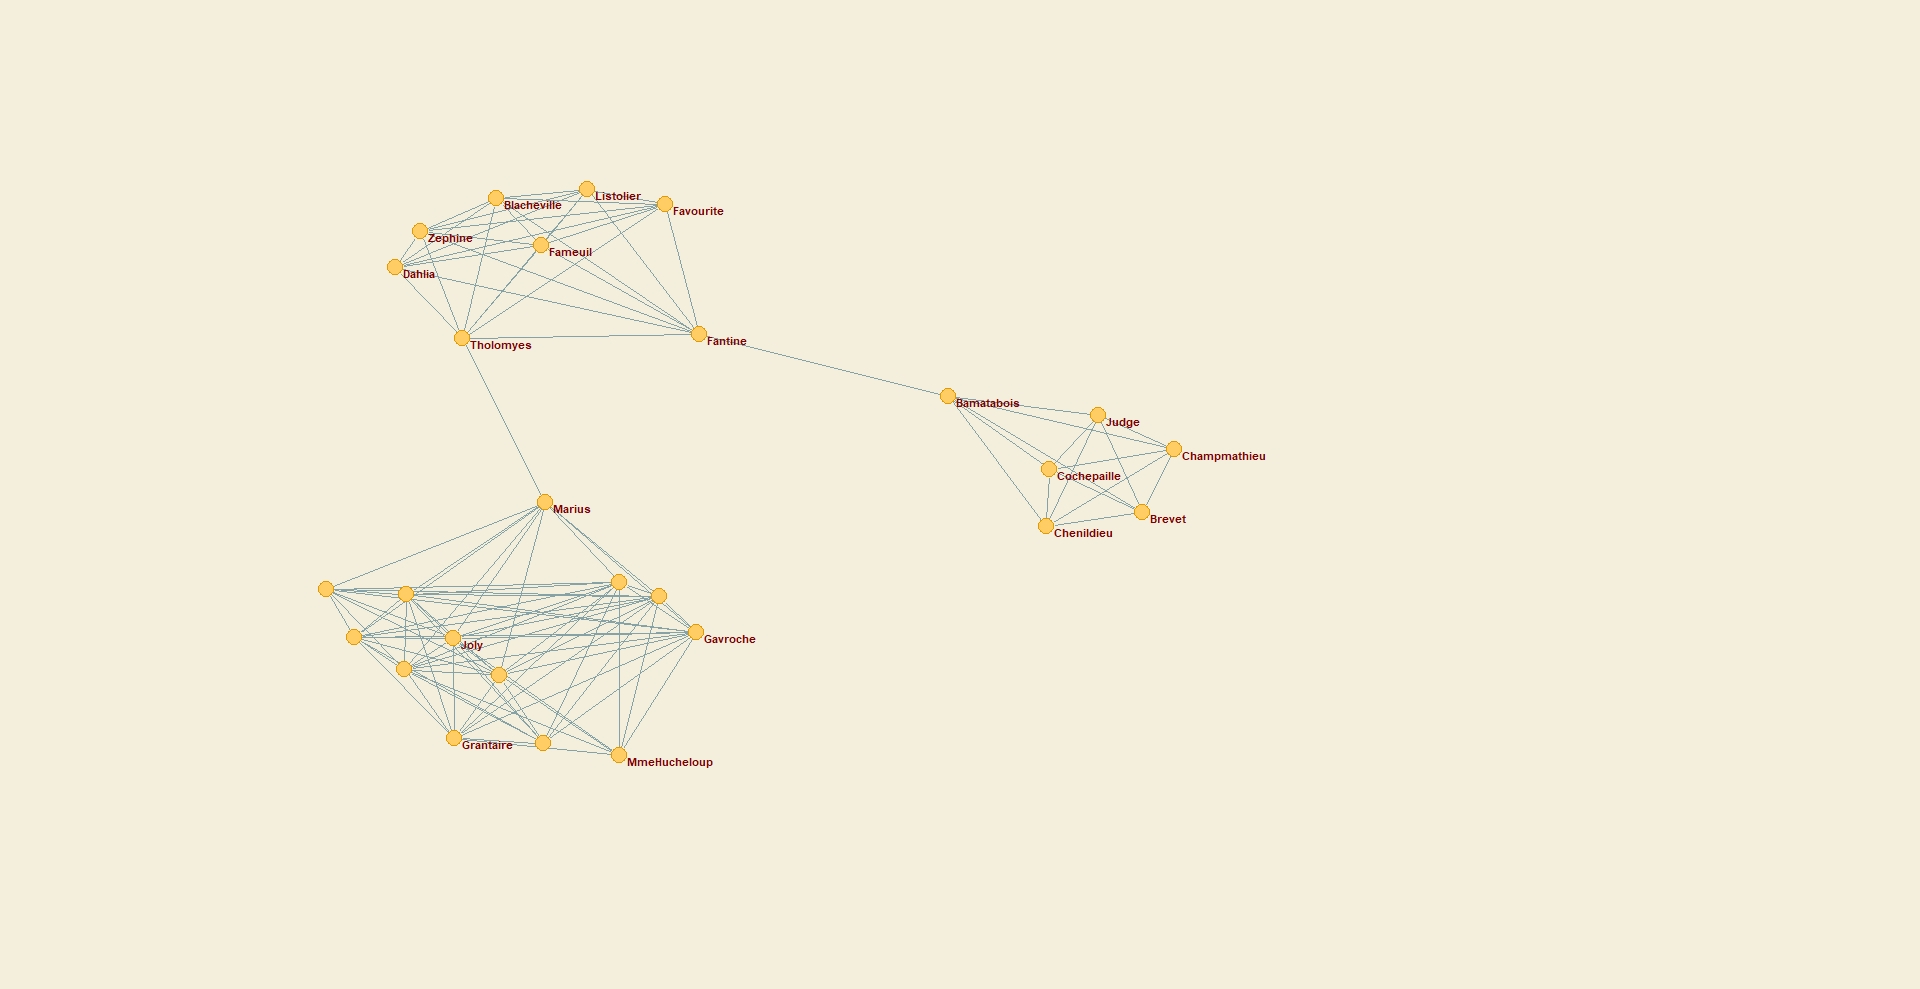 Listolier
Blacheville
Favourite
Zephine
Fameuil
Dahlia
Fantine
Tholomyes
Bamatabois
Judge
Champmathieu
Cochepaille
Marius
Brevet
Chenildieu
Gavroche
Joly
Grantaire
MmeHucheloup